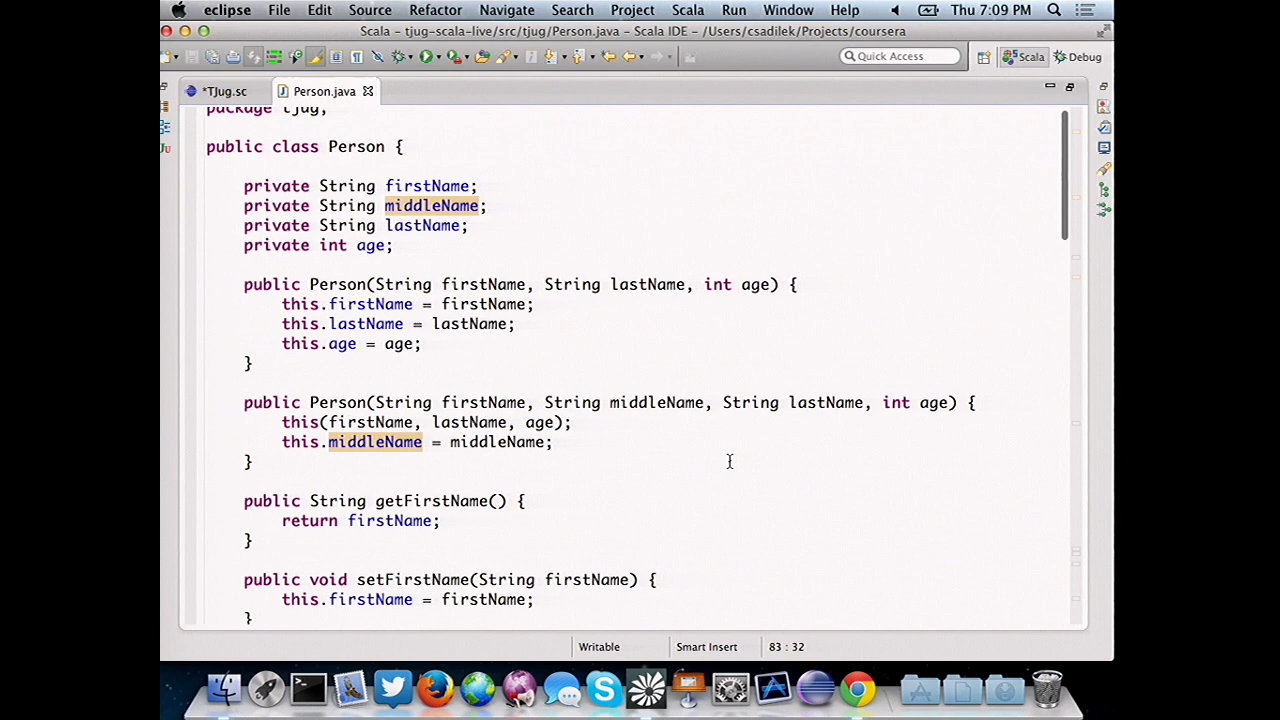 eclipse File Edit Source Refactor Navigate Search Project Scala Run Window Help Thu 7:09 PM
Scala - tjug-scala-live/src/tjug/Person.java - Scala IDE - /Users/csadilek/Projects/coursera
Quick Access Scala Debug
*TJug.sc Person.java
package tjug;
public class Person {
private String firstName;
private String middleName;
private String lastName;
private int age;
public Person(String firstName, String lastName, int age) {
this.firstName = firstName;
this.lastName = lastName;
this.age = age;
}
public Person(String firstName, String middleName, String lastName, int age) {
this(firstName, lastName, age);
this.middleName = middleName;
}
public String getFirstName() {
return firstName;
}
public void setFirstName(String firstName) {
this.firstName = firstName;
}
Writable Smart Insert 83 : 32